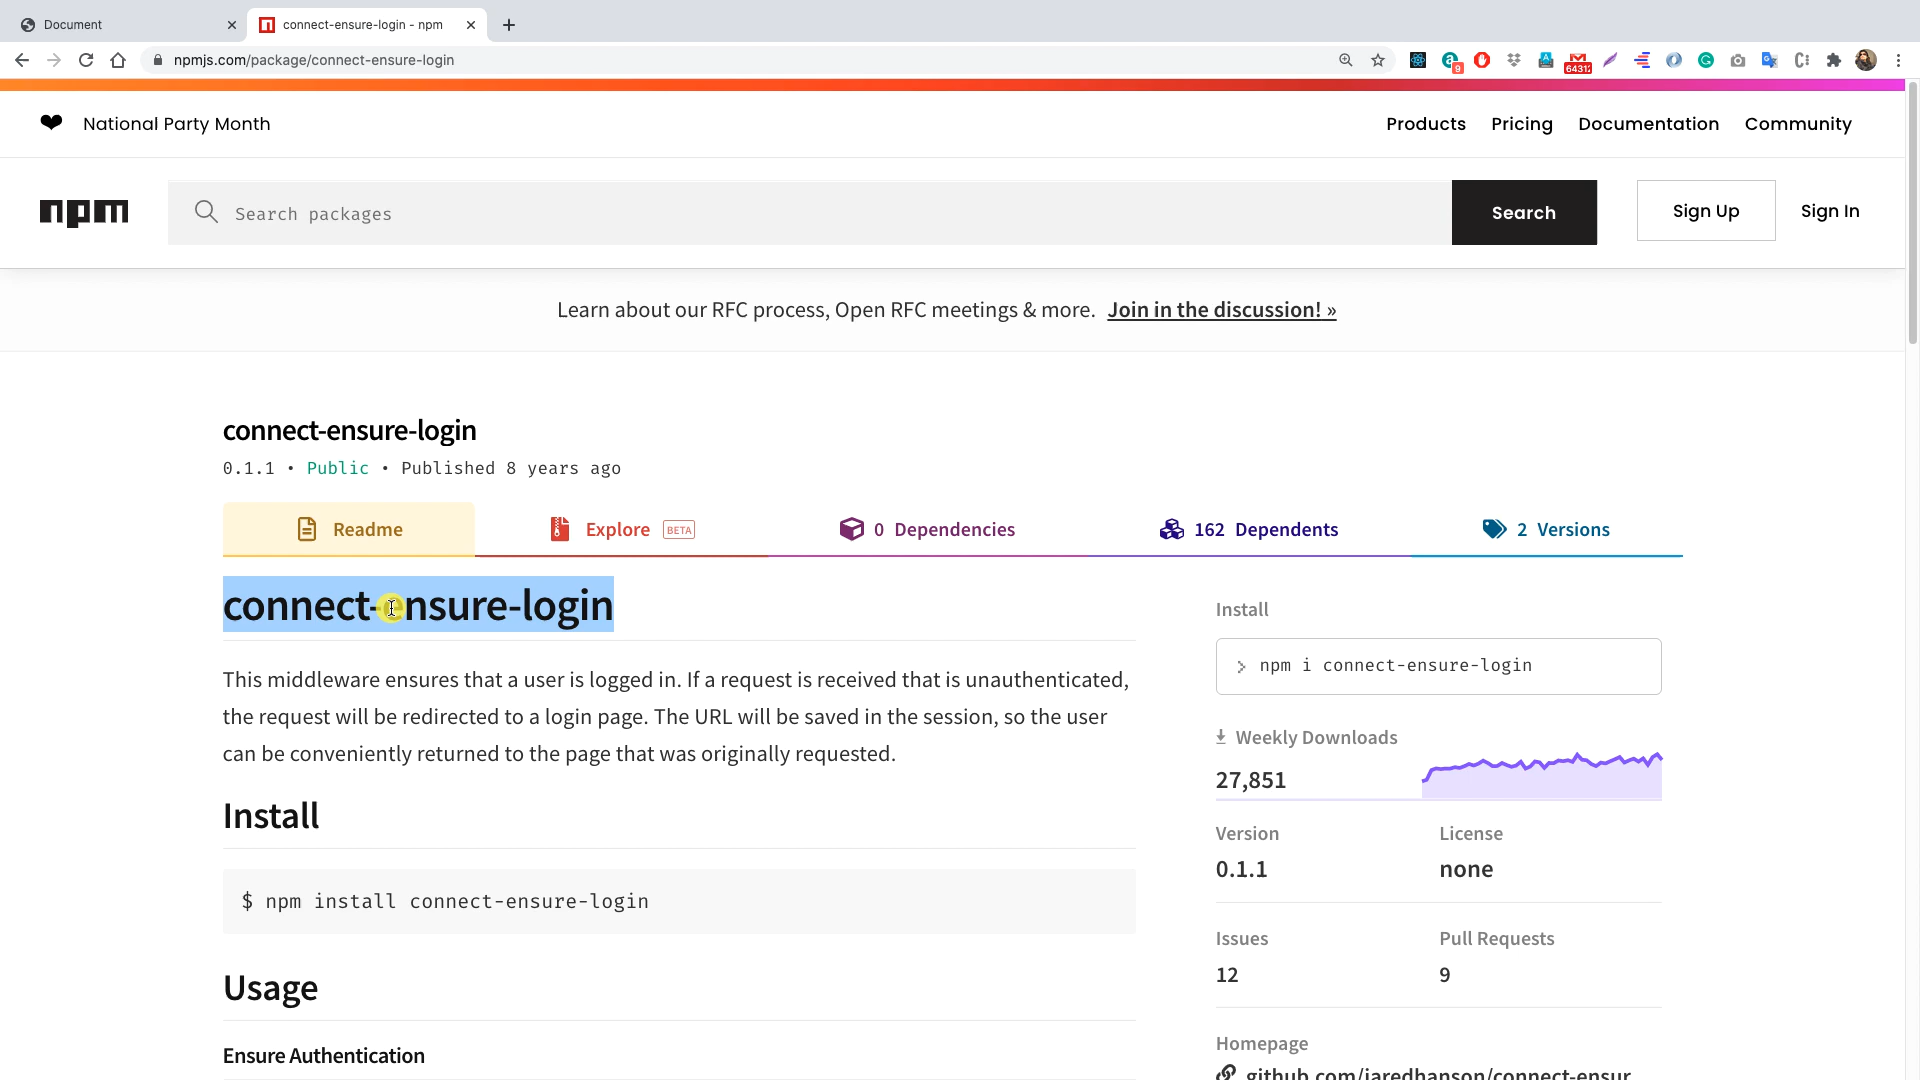 Document
connect-ensure-login - npm
npmjs.com/package/connect-ensure-login
9
64312
National Party Month
Products Pricing Documentation Community
npm
Search packages
Search
Sign Up
Sign In
Learn about our RFC process, Open RFC meetings & more. Join in the discussion! »
connect-ensure-login
0.1.1 • Public • Published 8 years ago
Readme
Explore BETA
0 Dependencies
162 Dependents
2 Versions
connect-ensure-login
This middleware ensures that a user is logged in. If a request is received that is unauthenticated,
the request will be redirected to a login page. The URL will be saved in the session, so the user
can be conveniently returned to the page that was originally requested.
Install
$ npm install connect-ensure-login
Usage
Ensure Authentication
Install
> npm i connect-ensure-login
Weekly Downloads
27,851
Version License
0.1.1 none
Issues Pull Requests
12 9
Homepage
github.com/jaredhanson/connect-ensur